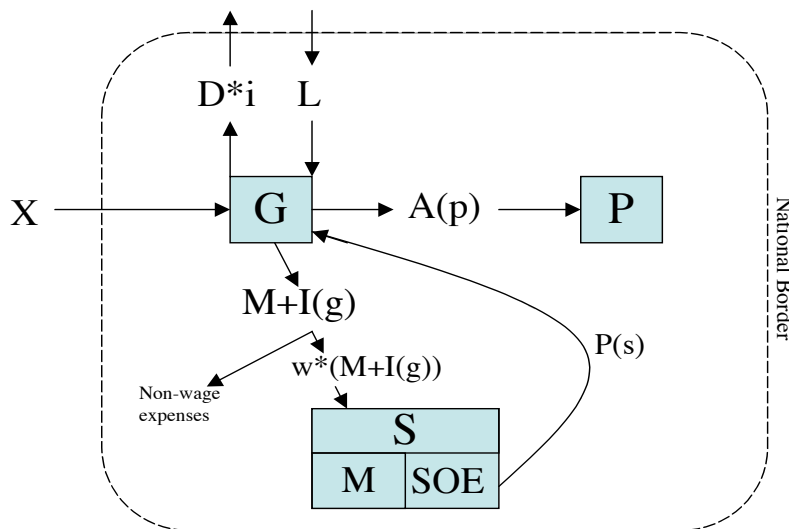 D*i
L
X
G
A(p)
P
National Border
M+I(g)
P(s)
w*(M+I(g))
Non-wage
expenses
S
M
SOE